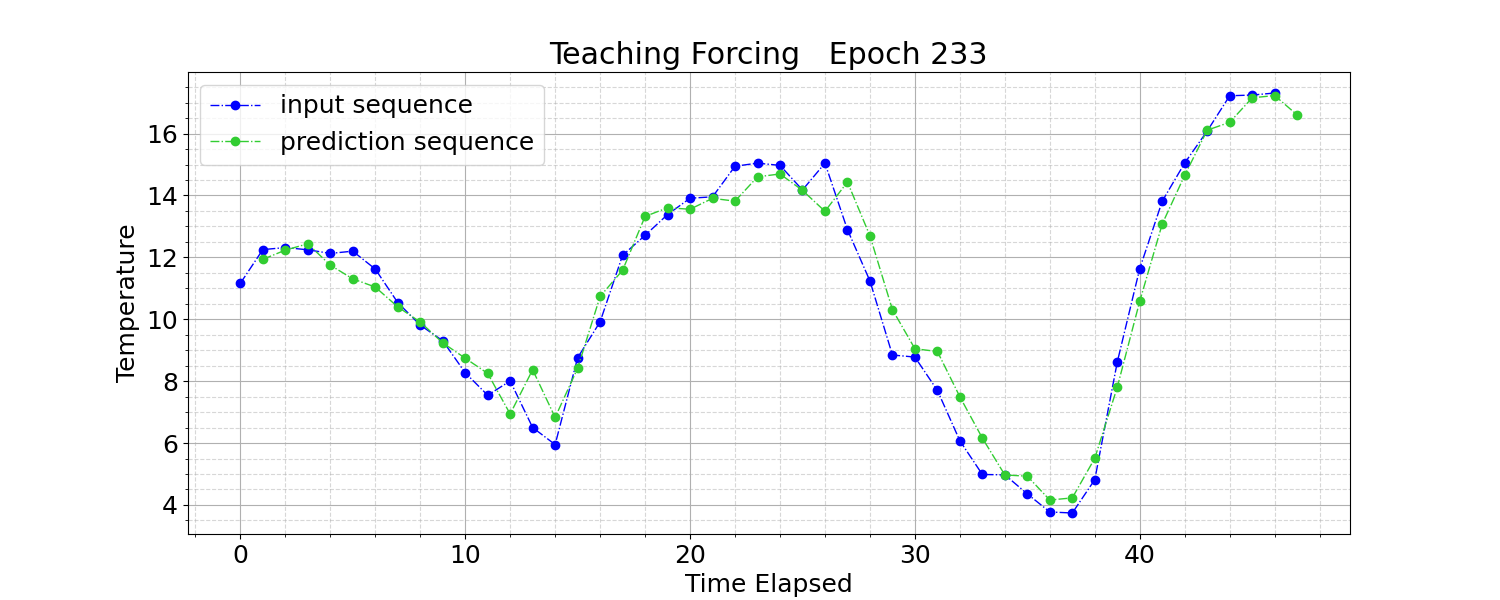 Teaching Forcing   Epoch 233
input sequence
prediction sequence
16
14
12
10
8
6
4
Temperature
0 10 20 30 40
Time Elapsed